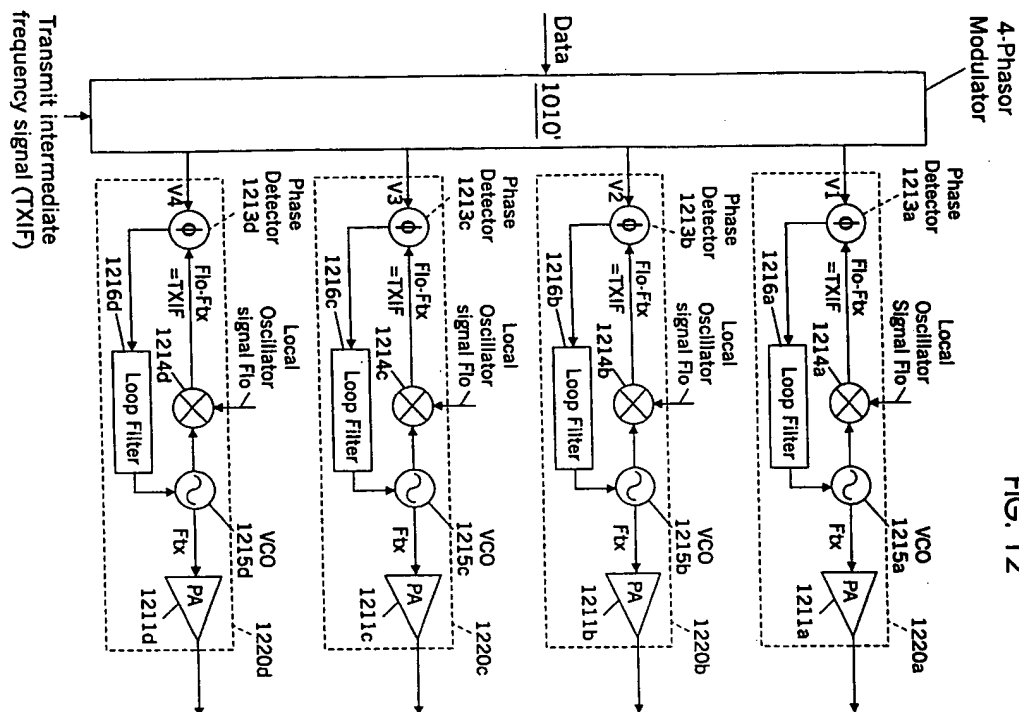 FIG. 12
4-Phasor
Modulator
Data
1010'
Transmit intermediate
frequency signal (TXIF)
Phase
Detector
1213a
V1
ϕ
Flo-Ftx
=TXIF
1216a
Local
Oscillator
Signal Flo
1214a
Loop Filter
VCO
1215a
Ftx
PA
1211a
1220a
Phase
Detector
1213b
V2
ϕ
Flo-Ftx
=TXIF
1216b
Local
Oscillator
signal Flo
1214b
Loop Filter
VCO
1215b
Ftx
PA
1211b
1220b
Phase
Detector
1213c
V3
ϕ
Flo-Ftx
=TXIF
1216c
Local
Oscillator
signal Flo
1214c
Loop Filter
VCO
1215c
Ftx
PA
1211c
1220c
Phase
Detector
1213d
V4
ϕ
Flo-Ftx
=TXIF
1216d
Local
Oscillator
signal Flo
1214d
Loop Filter
VCO
1215d
Ftx
PA
1211d
1220d